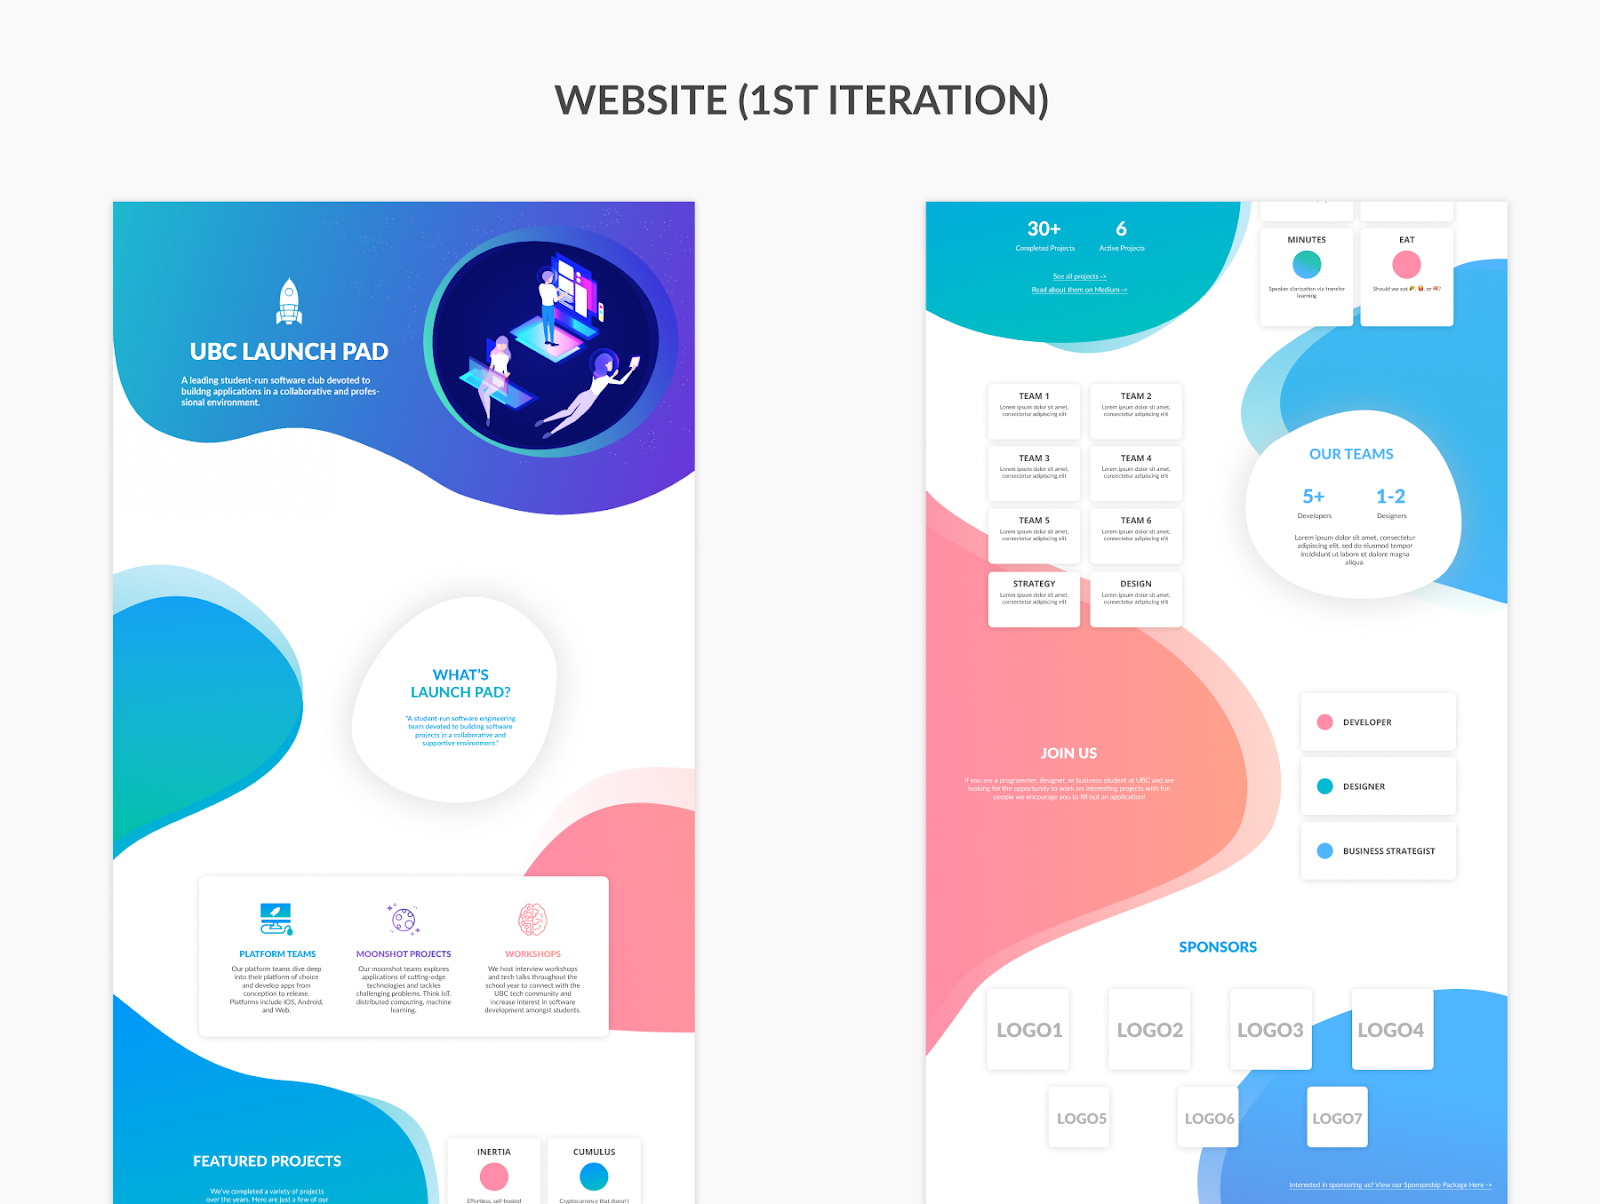 WEBSITE (1ST ITERATION)
UBC LAUNCH PAD
A leading student-run software club devoted to
buildng applications in a collaborative and profes-
sional environment.
WHAT'S
LAUNCH PAD?
"A student-run software engineering
team devoted to building software
projects in a collaborative and
supportive environment."
PLATFORM TEAMS
Our platform teams dive deep
into their platform of choice
and develop apps from
conception to release.
Platforms include IOS, Android,
and Web.
MOONSHOT PROJECTS
Our moonshot teams explores
applications of cutting-edge
technologies and tackles
challenging problems. Think IoT,
distributed computing, machine
learning.
WORKSHOPS
We host interview workshops
and tech talks throughout the
school year to connect with the
UBC tech community and
increase interest in software
development amongst students.
FEATURED PROJECTS
We've completed a variety of projects
over the years. Here are just a few of our
INERTIA
Effortless, self-hosted
CUMULUS
Cryptocurrency that doesn't
30+
Completed Projects
6
Active Projects
See all projects ->
Read about them on Medium ->
MINUTES
Speaker diarization via transfer
learning
EAT
Should we eat 🌮, 🍔, or 🍕?
TEAM 1
Lorem ipsum dolor sit amet,
consectetur adipiscing elit
TEAM 2
Lorem ipsum dolor sit amet,
consectetur adipiscing elit
TEAM 3
Lorem ipsum dolor sit amet,
consectetur adipiscing elit
TEAM 4
Lorem ipsum dolor sit amet,
consectetur adipiscing elit
TEAM 5
Lorem ipsum dolor sit amet,
consectetur adipiscing elit
TEAM 6
Lorem ipsum dolor sit amet,
consectetur adipiscing elit
STRATEGY
Lorem ipsum dolor sit amet,
consectetur adipiscing elit
DESIGN
Lorem ipsum dolor sit amet,
consectetur adipiscing elit
OUR TEAMS
5+
Developers
1-2
Designers
Lorem ipsum dolor sit amet, consectetur
adipiscing elit, sed do eiusmod tempor
incididunt ut labore et dolore magna
aliqua.
JOIN US
If you are a programmer, designer, or business student at UBC and are
looking for the opportunity to work on interesting projects with fun
people we encourage you to fill out an application!
DEVELOPER
DESIGNER
BUSINESS STRATEGIST
SPONSORS
LOGO1
LOGO2
LOGO3
LOGO4
LOGO5
LOGO6
LOGO7
Interested in sponsoring us? View our Sponsorship Package Here ->